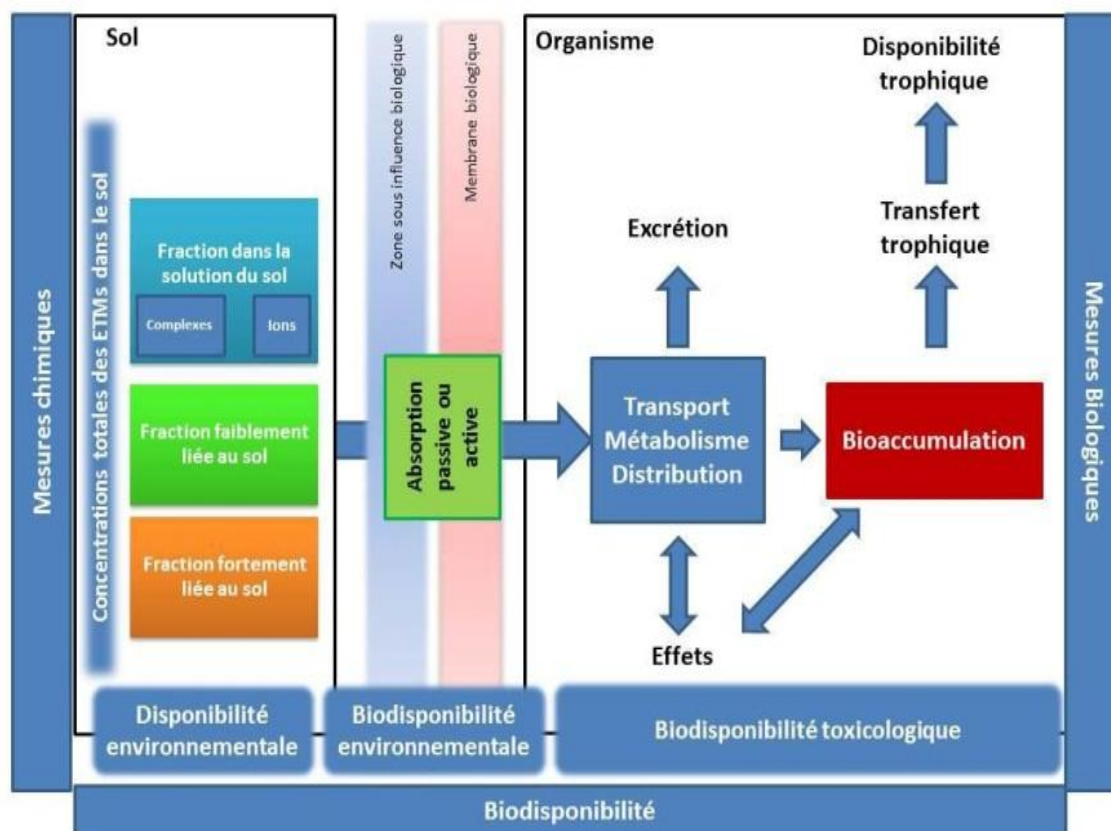 Mesures chimiques
Sol
Concentrations totales des ETMs dans le sol
Fraction dans la
solution du sol
Complexes
Ions
Fraction faiblement
liée au sol
Fraction fortement
liée au sol
Zone sous influence biologique
Membrane biologique
Absorption
passive ou
active
Organisme
Disponibilité
trophique
Transfert
trophique
Excrétion
Transport
Métabolisme
Distribution
Bioaccumulation
Effets
Mesures Biologiques
Disponibilité
environnementale
Biodisponibilité
environnementale
Biodisponibilité toxicologique
Biodisponibilité